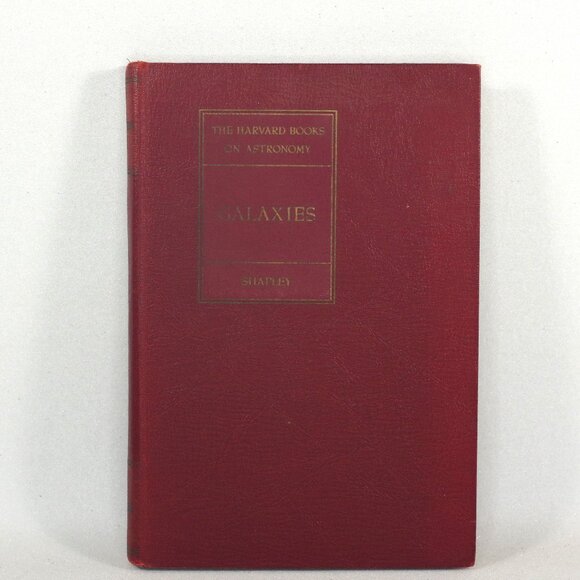 THE HARVARD BOOKS
ON ASTRONOMY
GALAXIES
SHAPLEY